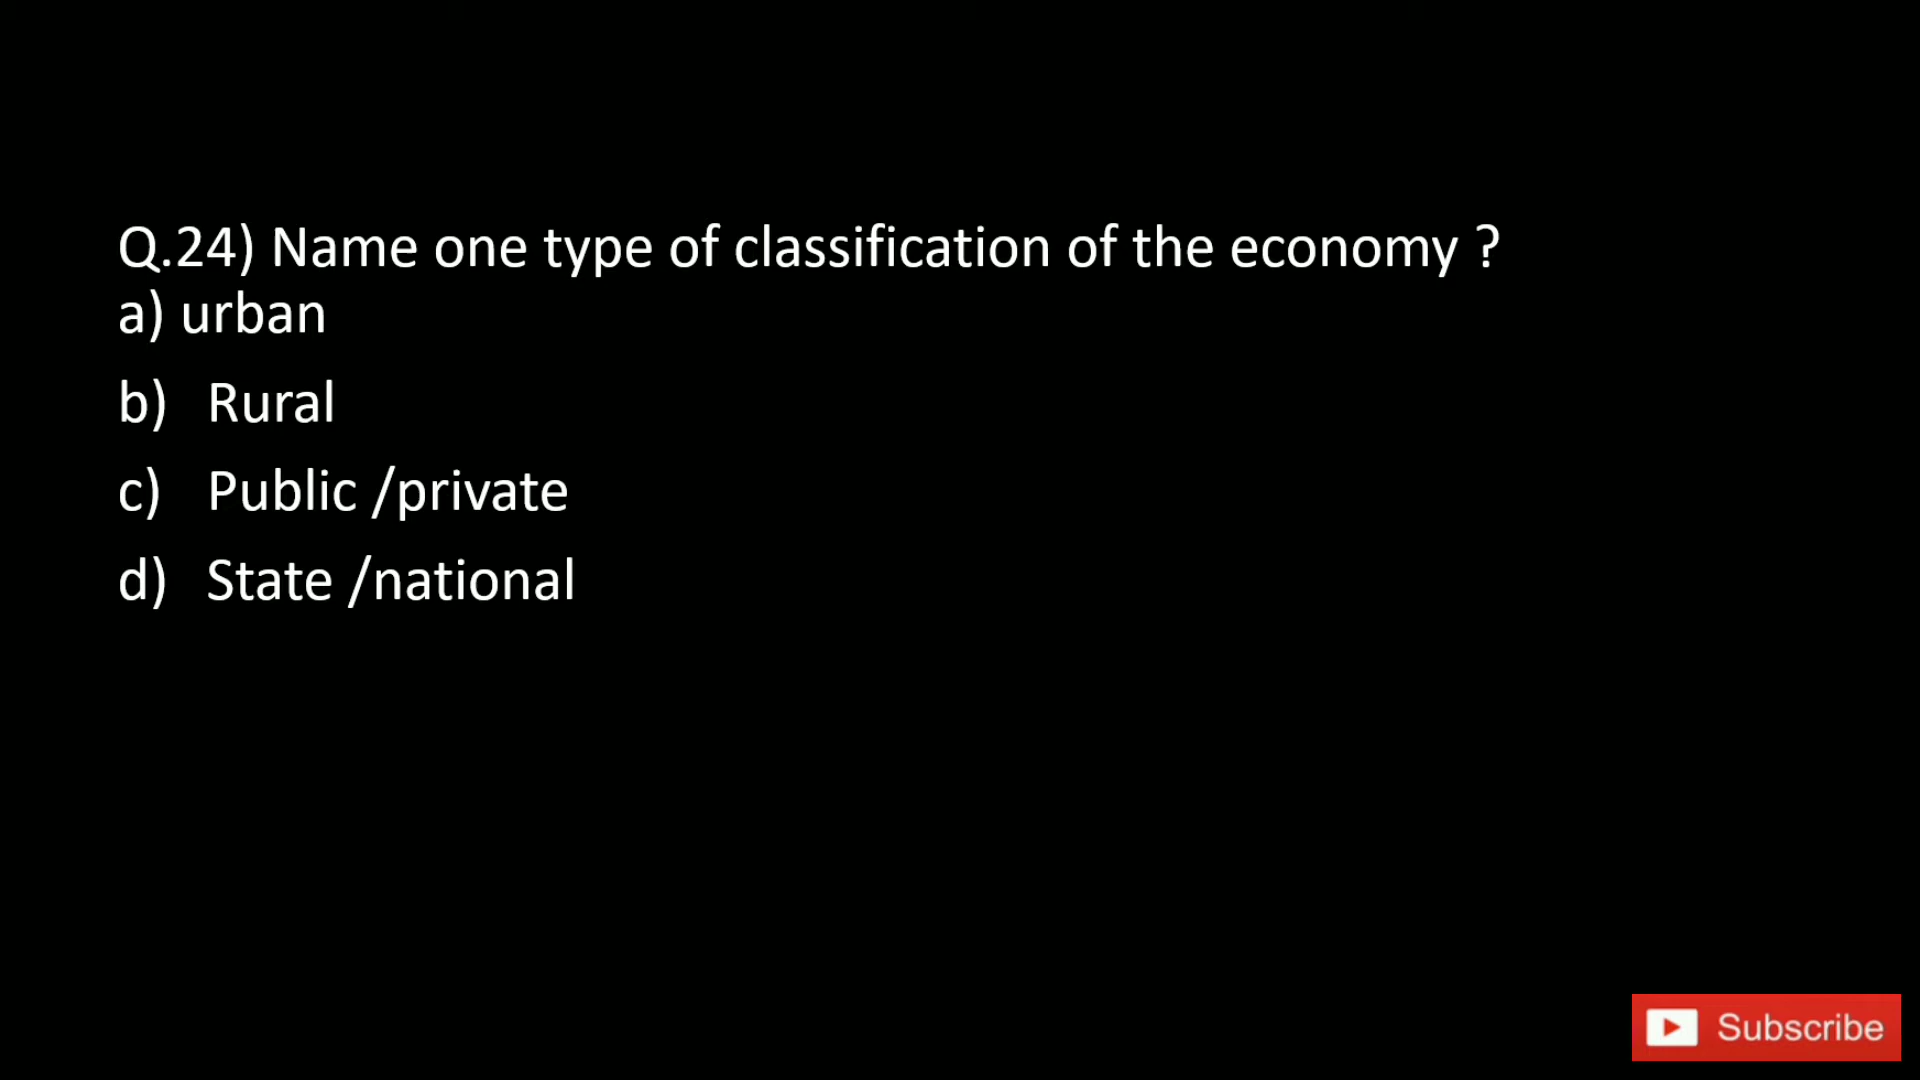 Q.24) Name one type of classification of the economy ?
a) urban
b) Rural
c) Public /private
d) State /national
Subscribe